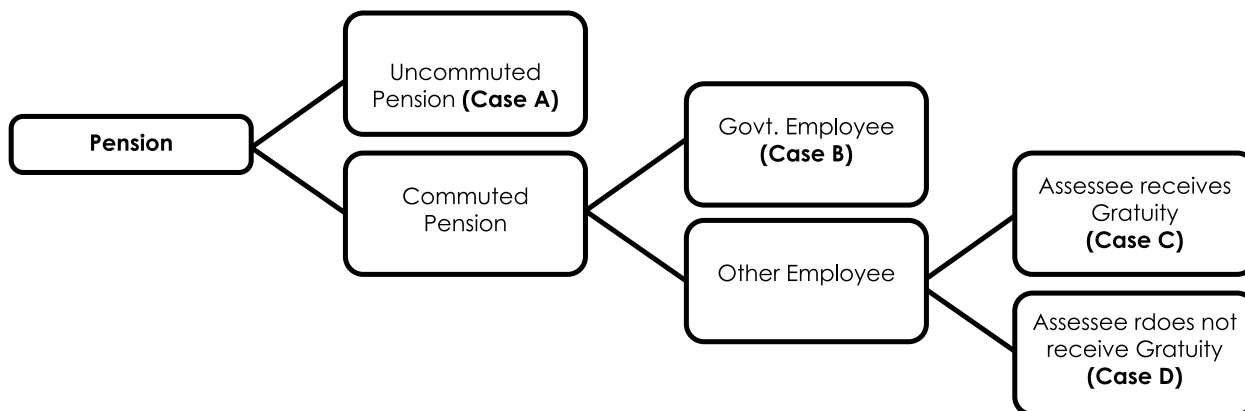 Pension
Uncommuted
Pension (Case A)
Commuted
Pension
Govt. Employee
(Case B)
Other Employee
Assessee receives
Gratuity
(Case C)
Assessee rdoes not
receive Gratuity
(Case D)